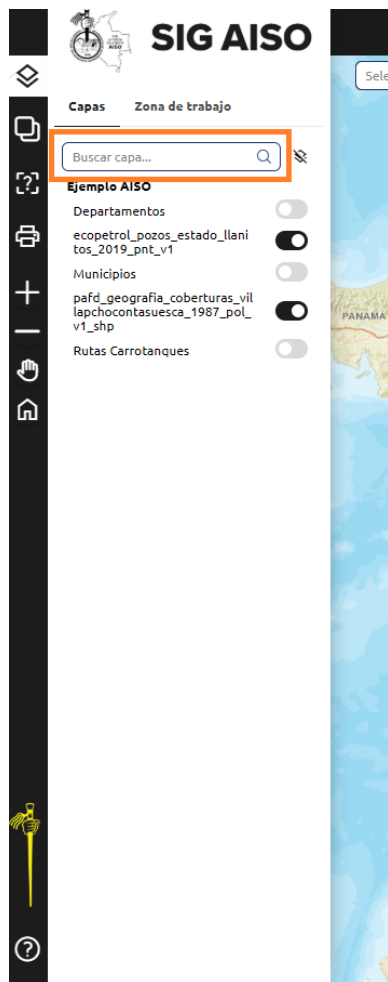 AISO
SIG AISO
Sele
Capas Zona de trabajo
Buscar capa...
Ejemplo AISO
Departamentos
ecopetrol_pozos_estado_llani
tos_2019_pnt_v1
Municipios
pafd_geografia_coberturas_vil
lapchocontasuesca_1987_pol_
v1_shp
Rutas Carrotanques
PANAMA